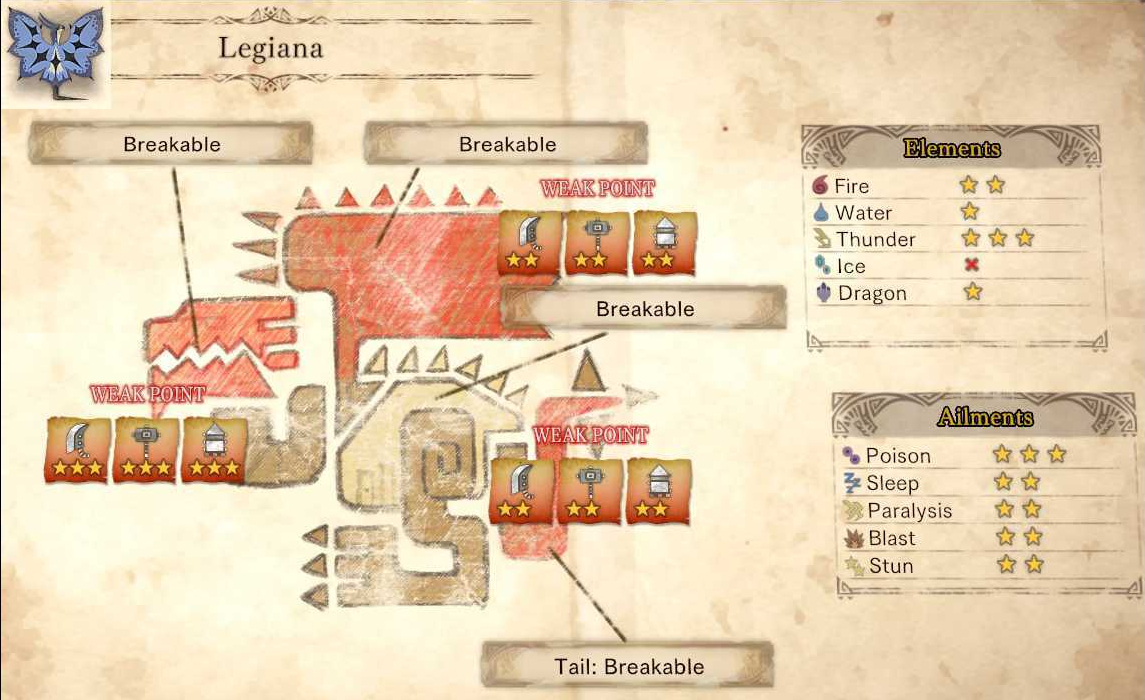 Legiana
Breakable
Breakable
WEAK POINT
Breakable
WEAK POINT
WEAK POINT
Tail: Breakable
Elements
Fire
Water
Thunder
Ice
Dragon
Ailments
Poison
Sleep
Paralysis
Blast
Stun